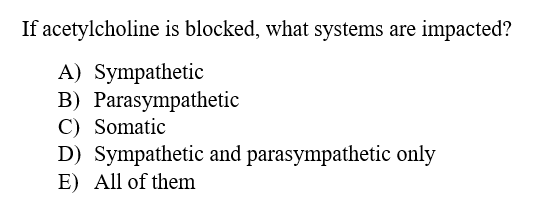 If acetylcholine is blocked, what systems are impacted?
A) Sympathetic
B) Parasympathetic
C) Somatic
D) Sympathetic and parasympathetic only
E) All of them